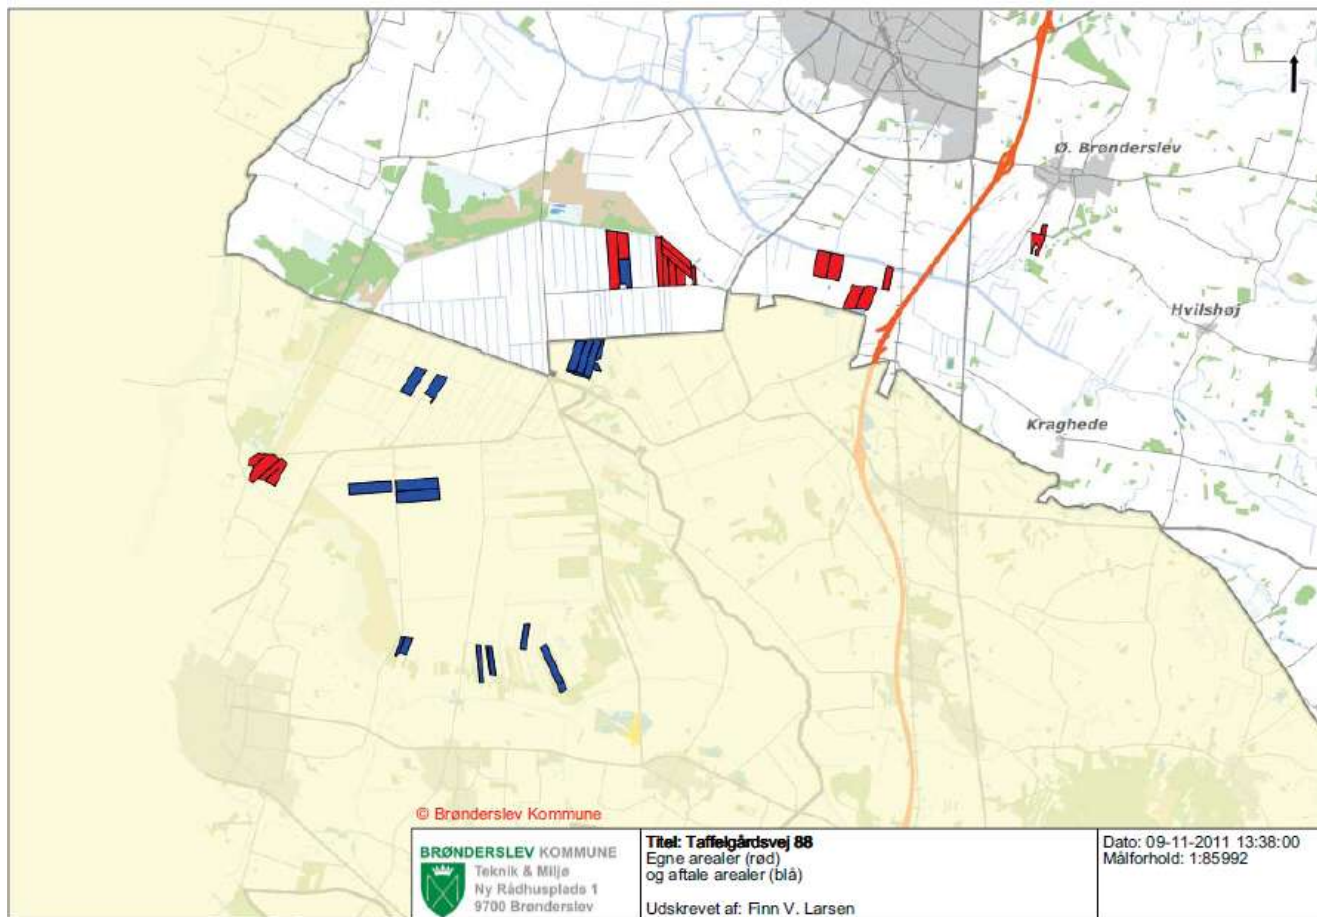 Ø. Brønderslev
Hvilshøj
Kraghede
© Brønderslev Kommune
BRØNDERSLEV KOMMUNE
Teknik & Miljø
Ny Rådhusplads 1
9700 Brønderslev
Titel: Taffelgårdsvej 88
Egne arealer (rød)
og aftale arealer (blå)
Udskrevet af: Finn V. Larsen
Dato: 09-11-2011 13:38:00
Målforhold: 1:85992